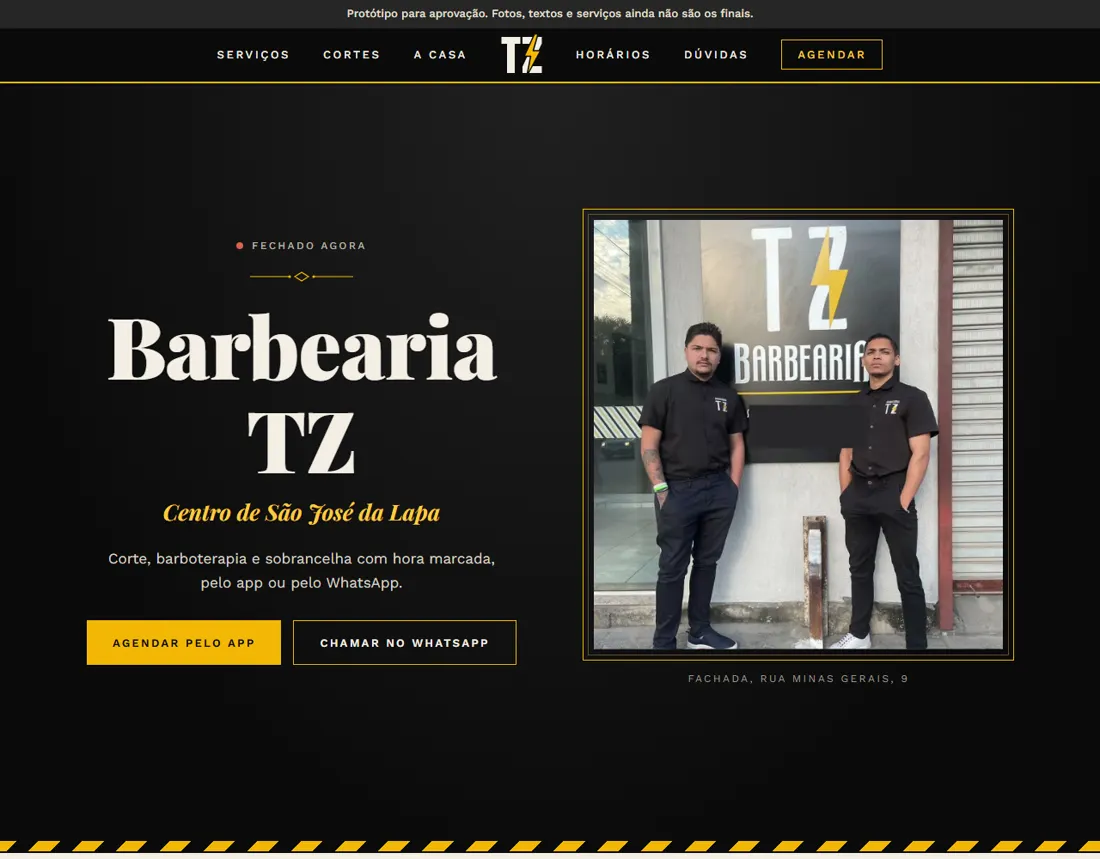 Protótipo para aprovação. Fotos, textos e serviços ainda não são os finais.
SERVIÇOS CORTES A CASA TZ HORÁRIOS DÚVIDAS AGENDAR
FECHADO AGORA
Barbearia
TZ
Centro de São José da Lapa
Corte, barboterapia e sobrancelha com hora marcada,
pelo app ou pelo WhatsApp.
AGENDAR PELO APP CHAMAR NO WHATSAPP
TZ
BARBEARIA
TZ
TZ
FACHADA, RUA MINAS GERAIS, 9